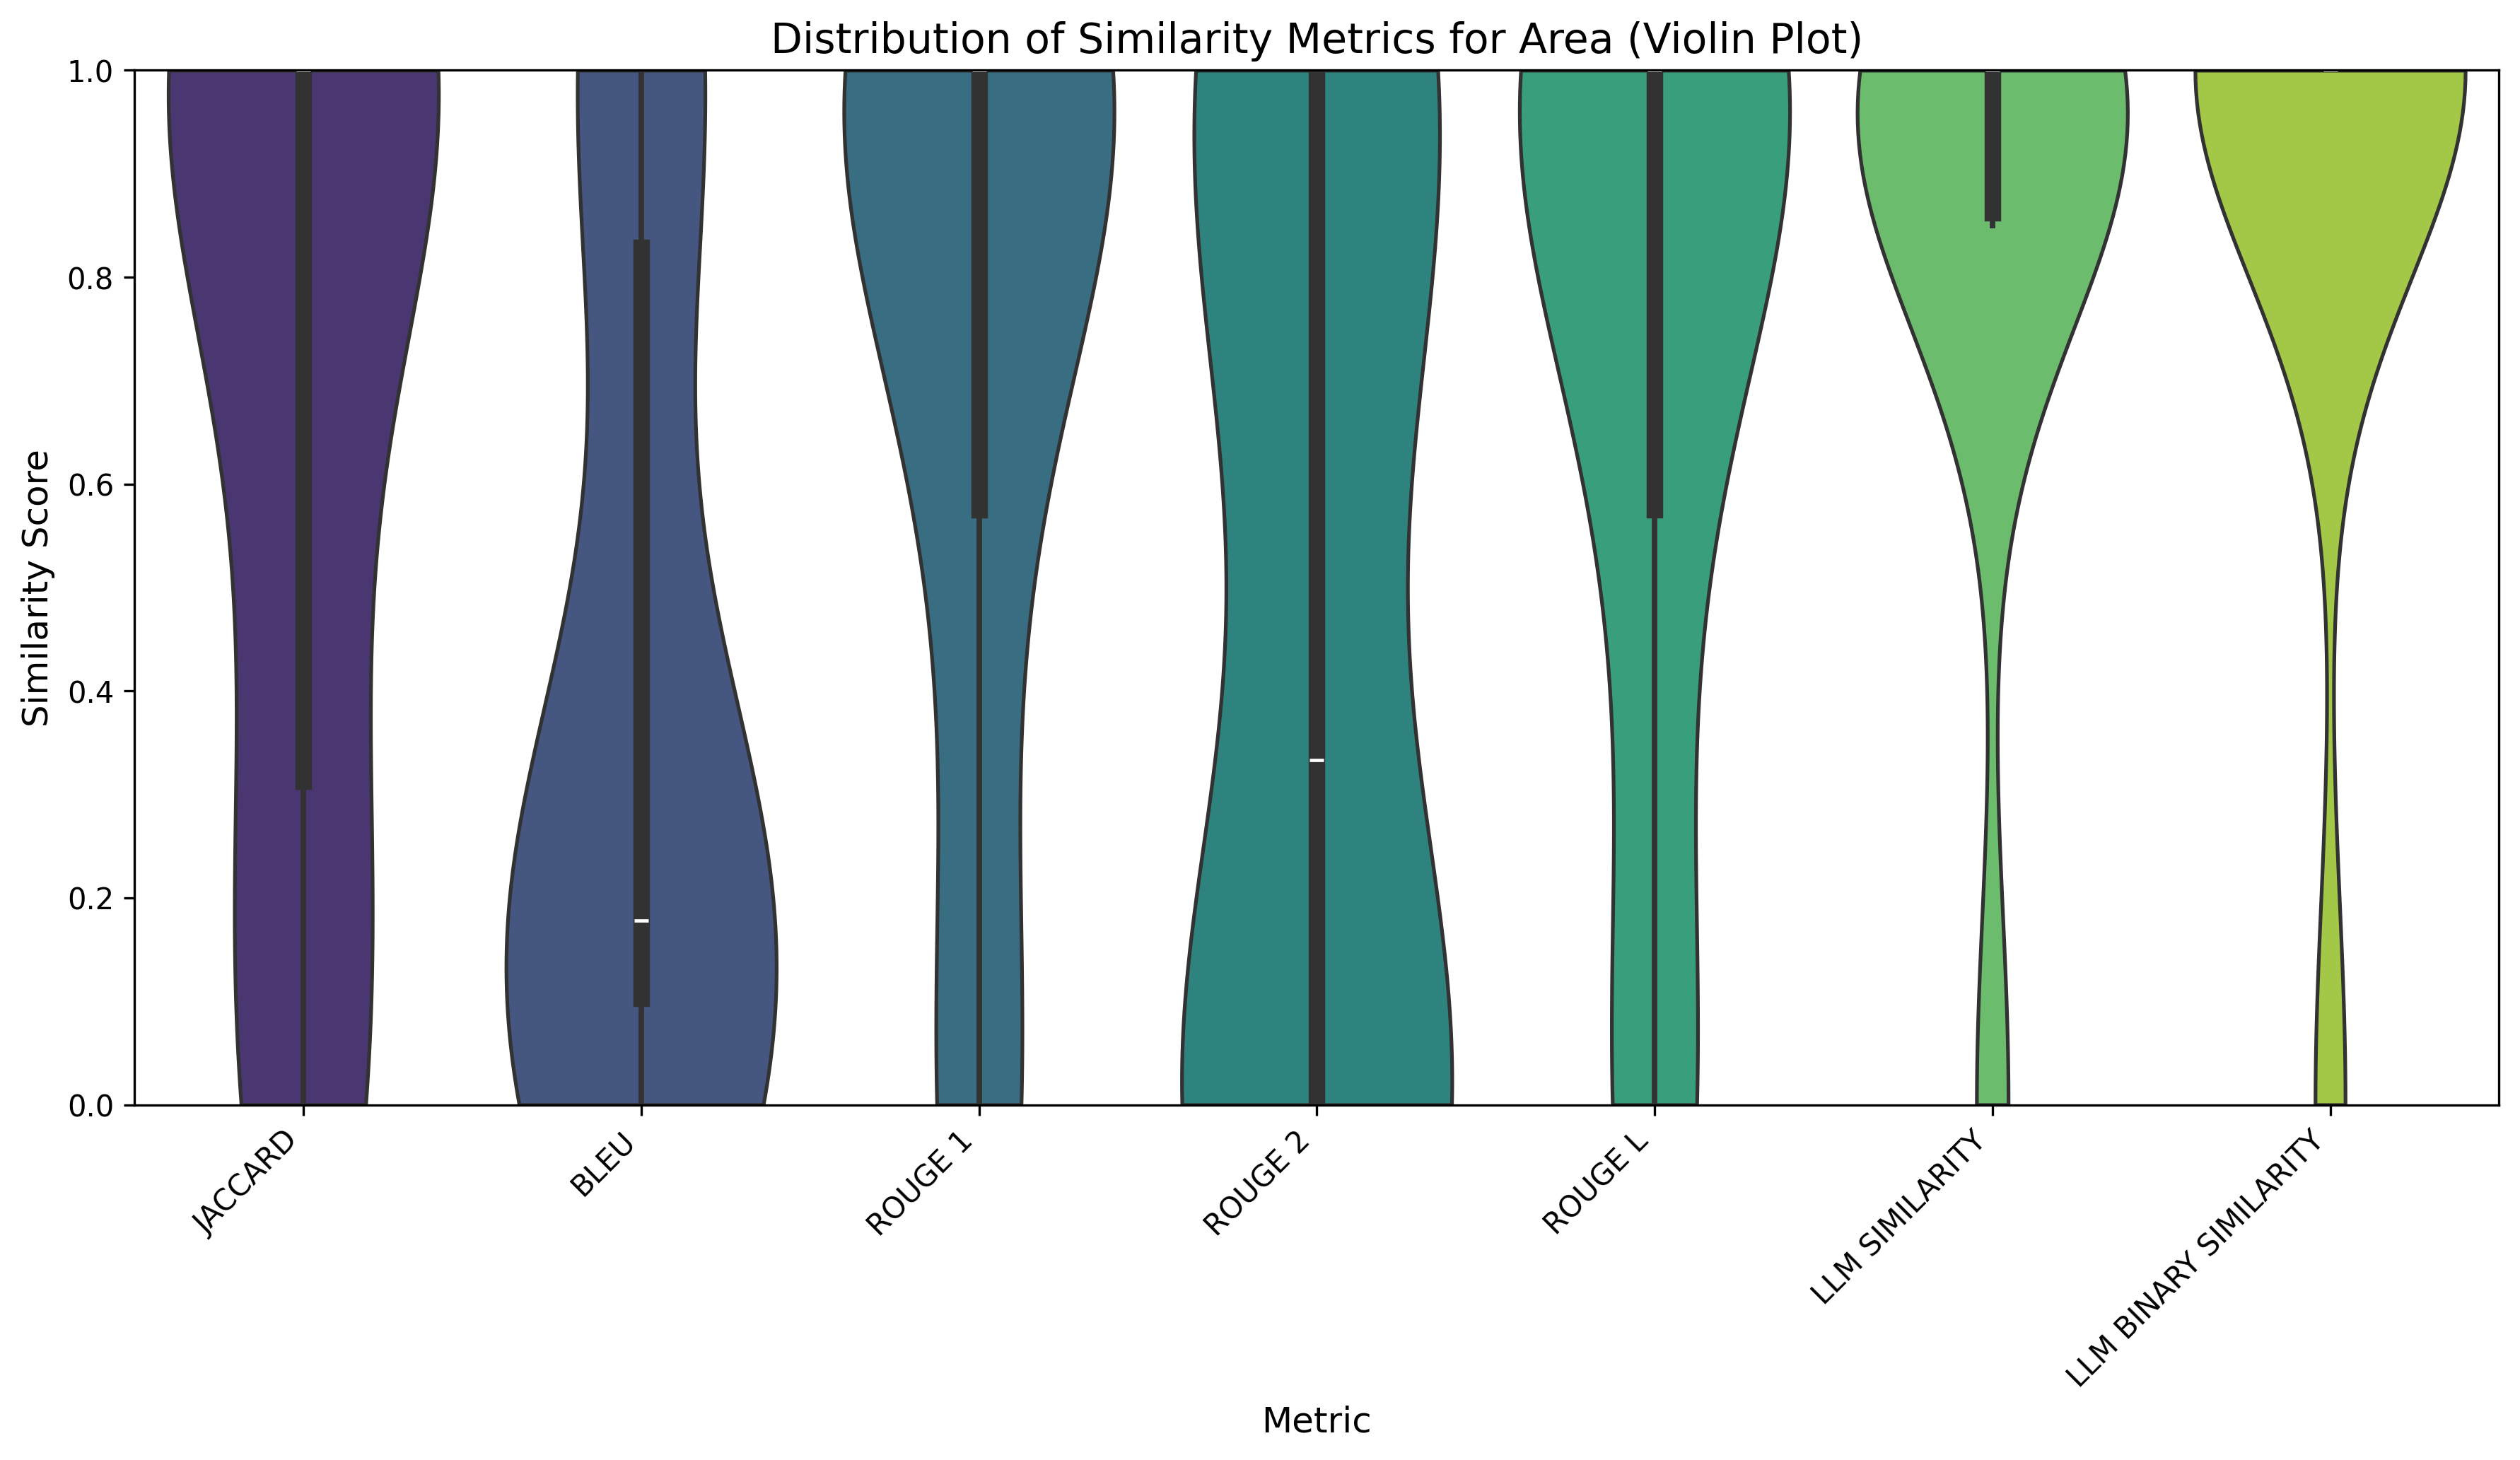 Distribution of Similarity Metrics for Area (Violin Plot)
Similarity Score
1.0
0.8
0.6
0.4
0.2
0.0
JACCARD
BLEU
ROUGE 1
ROUGE 2
ROUGE L
LLM SIMILARITY
LLM BINARY SIMILARITY
Metric